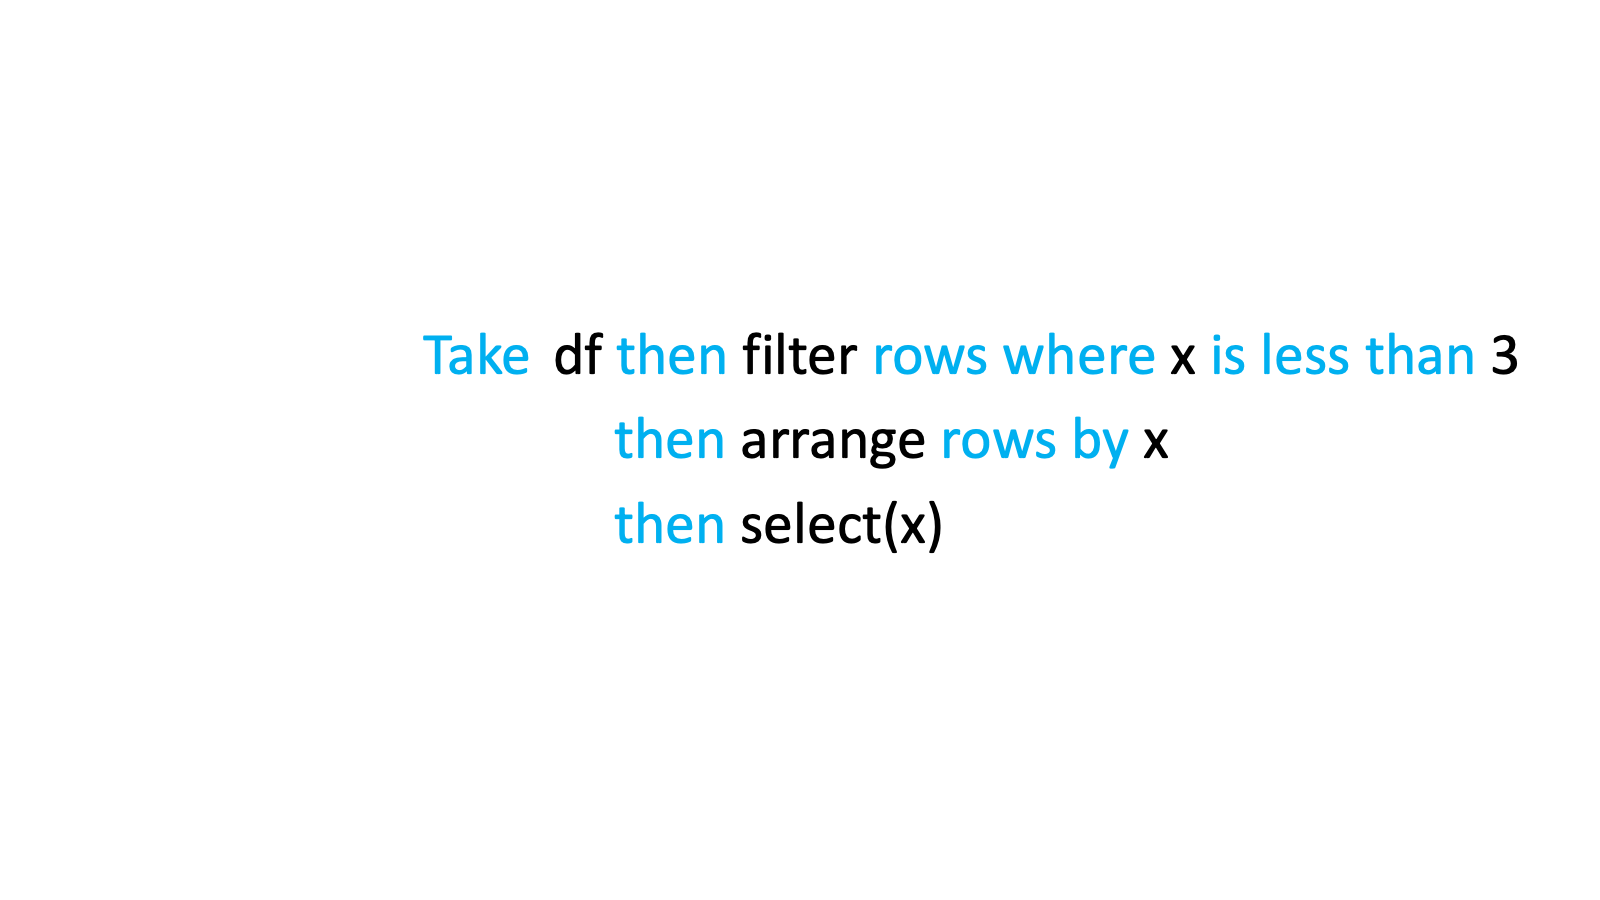 Take df then filter rows where x is less than 3
then arrange rows by x
then select(x)